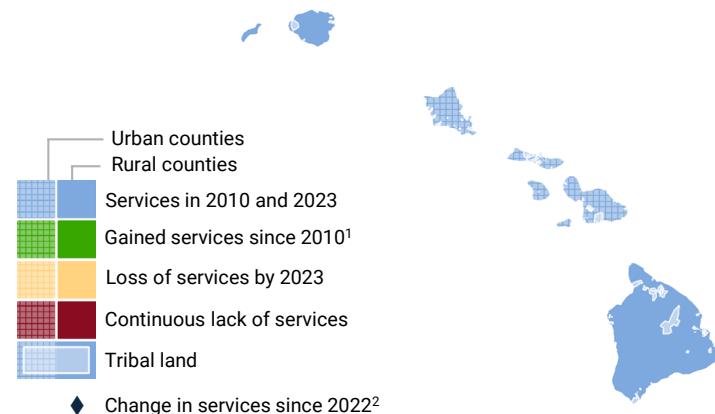 Urban counties
Rural counties
Services in 2010 and 2023
Gained services since 2010¹
Loss of services by 2023
Continuous lack of services
Tribal land
Change in services since 2022²